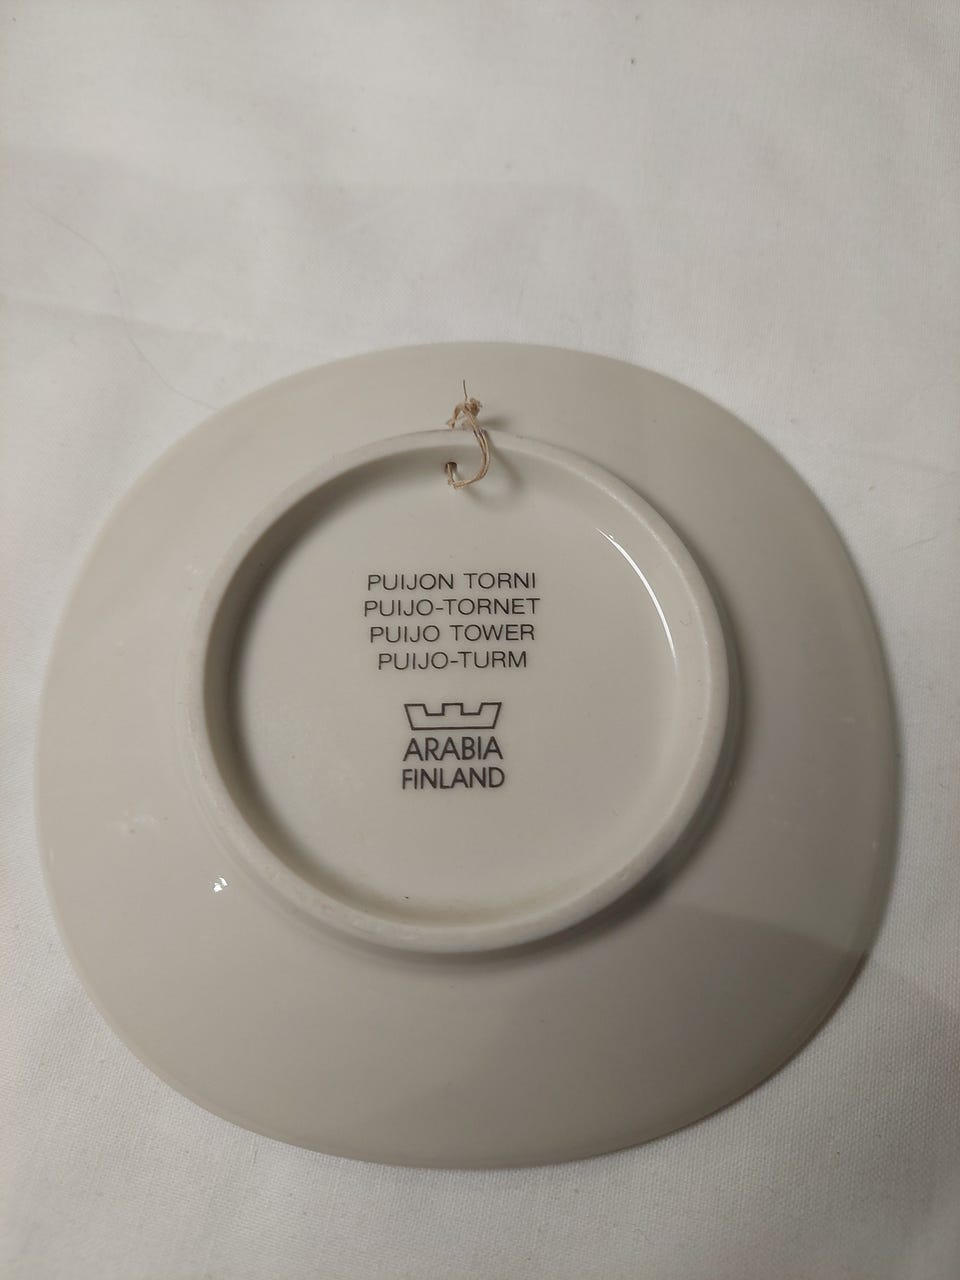 PUIJON TORNI
PUIJO-TORNET
PUIJO TOWER
PUIJO-TURM
ARABIA
FINLAND